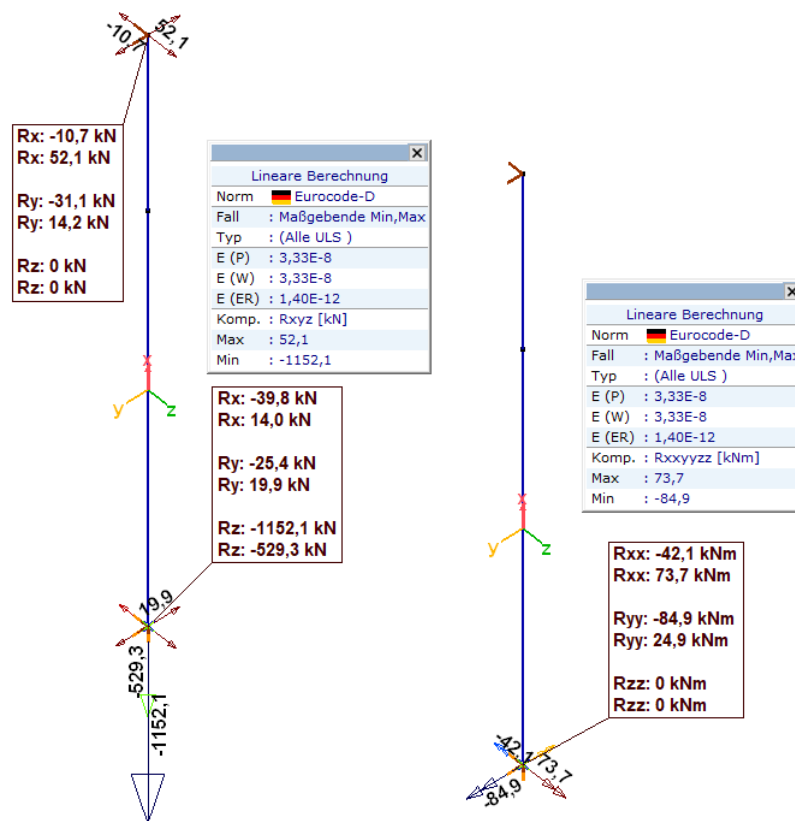 -10,7
52,1
Rx: -10,7 kN
Rx: 52,1 kN
Ry: -31,1 kN
Ry: 14,2 kN
Rz: 0 kN
Rz: 0 kN
Lineare Berechnung
Norm Eurocode-D
Fall : Maßgebende Min,Max
Typ : (Alle ULS )
E (P) : 3,33E-8
E (W) : 3,33E-8
E (ER) : 1,40E-12
Komp. : Rxyz [kN]
Max : 52,1
Min : -1152,1
x
y
z
Rx: -39,8 kN
Rx: 14,0 kN
Ry: -25,4 kN
Ry: 19,9 kN
Rz: -1152,1 kN
Rz: -529,3 kN
19,9
-529,3
-1152,1
Lineare Berechnung
Norm Eurocode-D
Fall : Maßgebende Min,Max
Typ : (Alle ULS )
E (P) : 3,33E-8
E (W) : 3,33E-8
E (ER) : 1,40E-12
Komp. : Rxxyyzz [kNm]
Max : 73,7
Min : -84,9
x
y
z
Rxx: -42,1 kNm
Rxx: 73,7 kNm
Ryy: -84,9 kNm
Ryy: 24,9 kNm
Rzz: 0 kNm
Rzz: 0 kNm
-42,1
73,7
-84,9